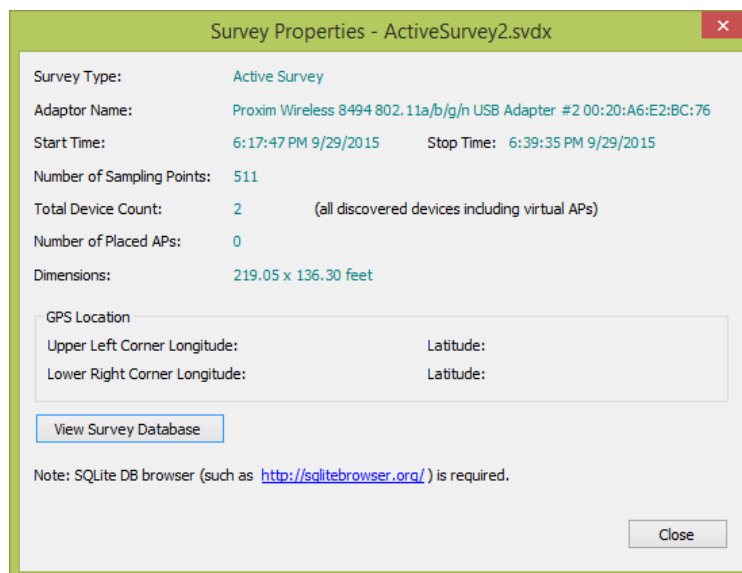 Survey Properties - ActiveSurvey2.svdx
Survey Type: Active Survey
Adaptor Name: Proxim Wireless 8494 802.11a/b/g/n USB Adapter #2 00:20:A6:E2:BC:76
Start Time: 6:17:47 PM 9/29/2015 Stop Time: 6:39:35 PM 9/29/2015
Number of Sampling Points: 511
Total Device Count: 2 (all discovered devices including virtual APs)
Number of Placed APs: 0
Dimensions: 219.05 x 136.30 feet
GPS Location
Upper Left Corner Longitude: Latitude:
Lower Right Corner Longitude: Latitude:
View Survey Database
Note: SQLite DB browser (such as http://sqlitebrowser.org/ ) is required.
Close